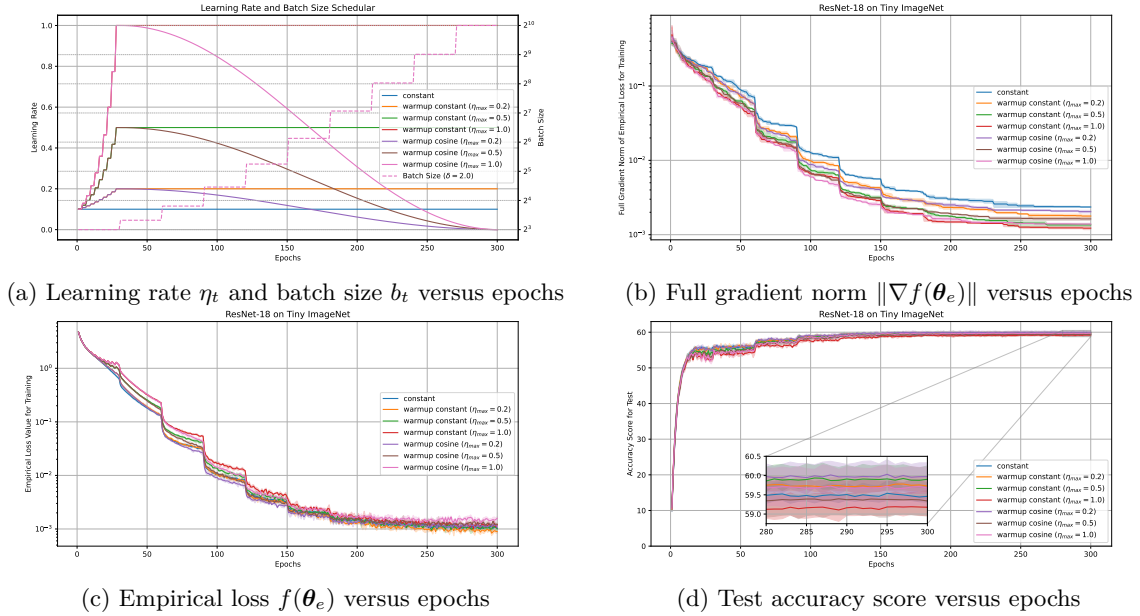 Learning Rate and Batch Size Schedular
1.0
0.8
0.6
0.4
0.2
0.0
Learning Rate
2^10
2^9
2^8
2^7
2^6
2^5
2^4
2^3
Batch Size
constant
warmup constant (η_max = 0.2)
warmup constant (η_max = 0.5)
warmup constant (η_max = 1.0)
warmup cosine (η_max = 0.2)
warmup cosine (η_max = 0.5)
warmup cosine (η_max = 1.0)
Batch Size (δ = 2.0)
0 50 100 150 200 250 300
Epochs
(a) Learning rate η_t and batch size b_t versus epochs
ResNet-18 on Tiny ImageNet
10^−1
10^−2
10^−3
Full Gradient Norm of Empirical Loss for Training
constant
warmup constant (η_max = 0.2)
warmup constant (η_max = 0.5)
warmup constant (η_max = 1.0)
warmup cosine (η_max = 0.2)
warmup cosine (η_max = 0.5)
warmup cosine (η_max = 1.0)
0 50 100 150 200 250 300
Epochs
(b) Full gradient norm ‖∇f(θ_e)‖ versus epochs
ResNet-18 on Tiny ImageNet
10^0
10^−1
10^−2
10^−3
Empirical Loss Value for Training
constant
warmup constant (η_max = 0.2)
warmup constant (η_max = 0.5)
warmup constant (η_max = 1.0)
warmup cosine (η_max = 0.2)
warmup cosine (η_max = 0.5)
warmup cosine (η_max = 1.0)
0 50 100 150 200 250 300
Epochs
(c) Empirical loss f(θ_e) versus epochs
ResNet-18 on Tiny ImageNet
60
50
40
30
20
10
0
Accuracy Score for Test
60.5
60.0
59.5
59.0
280 285 290 295 300
constant
warmup constant (η_max = 0.2)
warmup constant (η_max = 0.5)
warmup constant (η_max = 1.0)
warmup cosine (η_max = 0.2)
warmup cosine (η_max = 0.5)
warmup cosine (η_max = 1.0)
0 50 100 150 200 250 300
Epochs
(d) Test accuracy score versus epochs